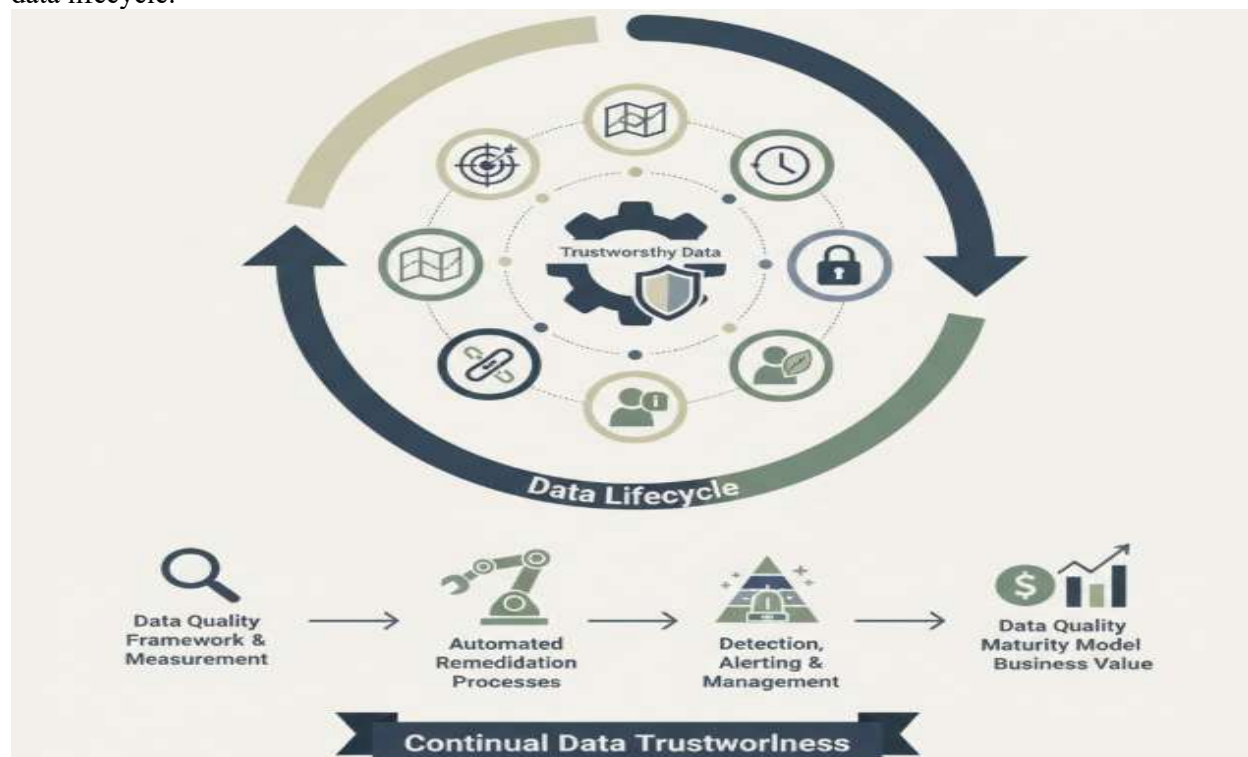 data lifecycle.
Trustworsthy Data
Data Lifecycle
Data Quality
Framework &
Measurement
Automated
Remedidation
Processes
Detection,
Alerting &
Management
Data Quality
Maturity Model
Business Value
Continual Data Trustworlness